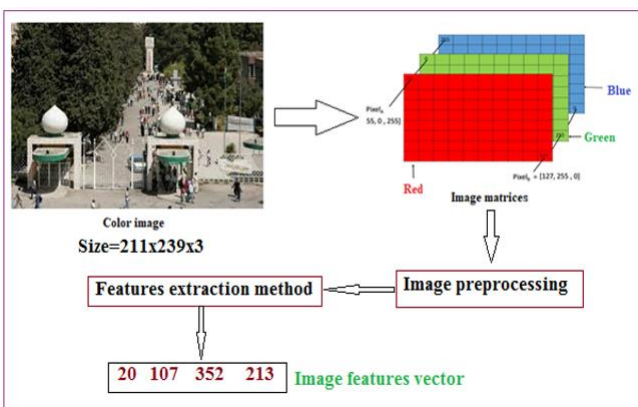 Blue
Pixel,
55, 0 , 255]
Green
Pixel, = [127, 255 , 0]
Red
Image matrices
Color image
Size=211x239x3
Features extraction method
Image preprocessing
20 107 352 213
Image features vector